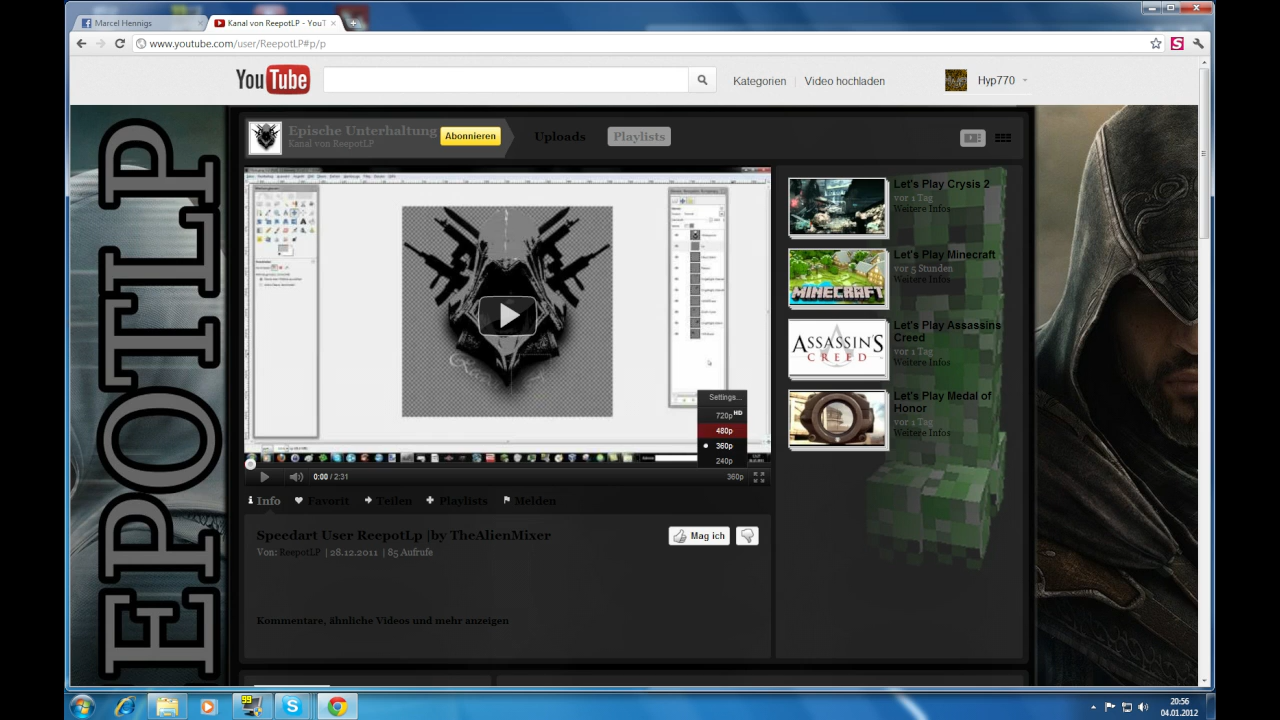 Marcel Hennigs
Kanal von ReepotLP - YouT
www.youtube.com/user/ReepotLP#p/p
YouTube
Kategorien
Video hochladen
Hyp770
REPOTLP
Epische Unterhaltung
Kanal von ReepotLP
Abonnieren
Uploads
Playlists
Let's Play Crysis 2
vor 1 Tag
Weitere Infos
Let's Play Minecraft
vor 5 Stunden
Weitere Infos
MINECRAFT
Let's Play Assassins
Creed
vor 1 Tag
Weitere Infos
ASSASSIN'S
CREED
Let's Play Medal of
Honor
vor 1 Tag
Weitere Infos
Settings...
720p HD
480p
360p
240p
0:00 / 2:31
360p
Info
Favorit
Teilen
Playlists
Melden
Speedart User ReepotLp |by TheAlienMixer
Von: ReepotLP | 28.12.2011 | 85 Aufrufe
Mag ich
Kommentare, ähnliche Videos und mehr anzeigen
99
20:56
04.01.2012